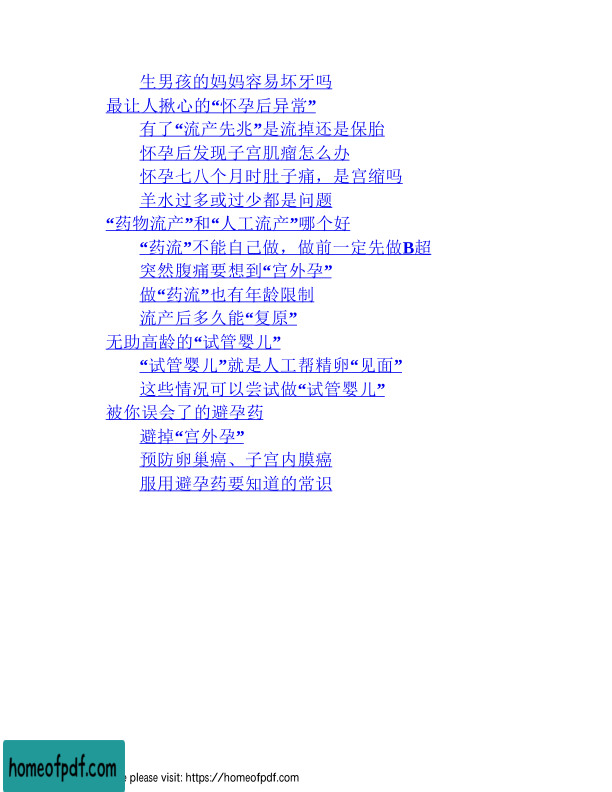 生男孩的妈妈容易坏牙吗
最让人揪心的“怀孕后异常”
有了“流产先兆”是流掉还是保胎
怀孕后发现子宫肌瘤怎么办
怀孕七八个月时肚子痛，是宫缩吗
羊水过多或过少都是问题
“药物流产”和“人工流产”哪个好
“药流”不能自己做，做前一定先做B超
突然腹痛要想到“宫外孕”
做“药流”也有年龄限制
流产后多久能“复原”
无助高龄的“试管婴儿”
“试管婴儿”就是人工帮精卵“见面”
这些情况可以尝试做“试管婴儿”
被你误会了的避孕药
避掉“宫外孕”
预防卵巢癌、子宫内膜癌
服用避孕药要知道的常识
homeofpdf.com
e please visit: https://homeofpdf.com